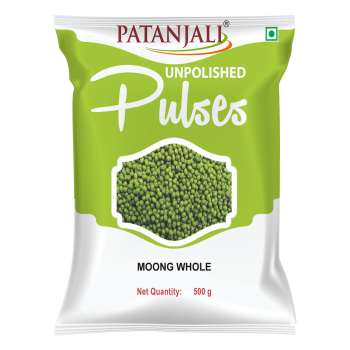 PATANJALI®
UNPOLISHED
Pulses
MOONG WHOLE
Net Quantity: 500 g